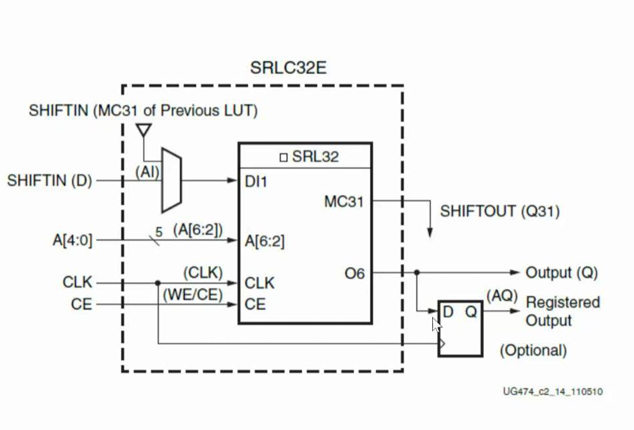 SRLC32E
SHIFTIN (MC31 of Previous LUT)
SRL32
SHIFTIN (D)
(AI)
DI1
MC31
SHIFTOUT (Q31)
A[4:0]
5
(A[6:2])
A[6:2]
CLK
(CLK)
CLK
O6
Output (Q)
CE
(WE/CE)
CE
D Q
(AQ)
Registered
Output
(Optional)
UG474_c2_14_110510